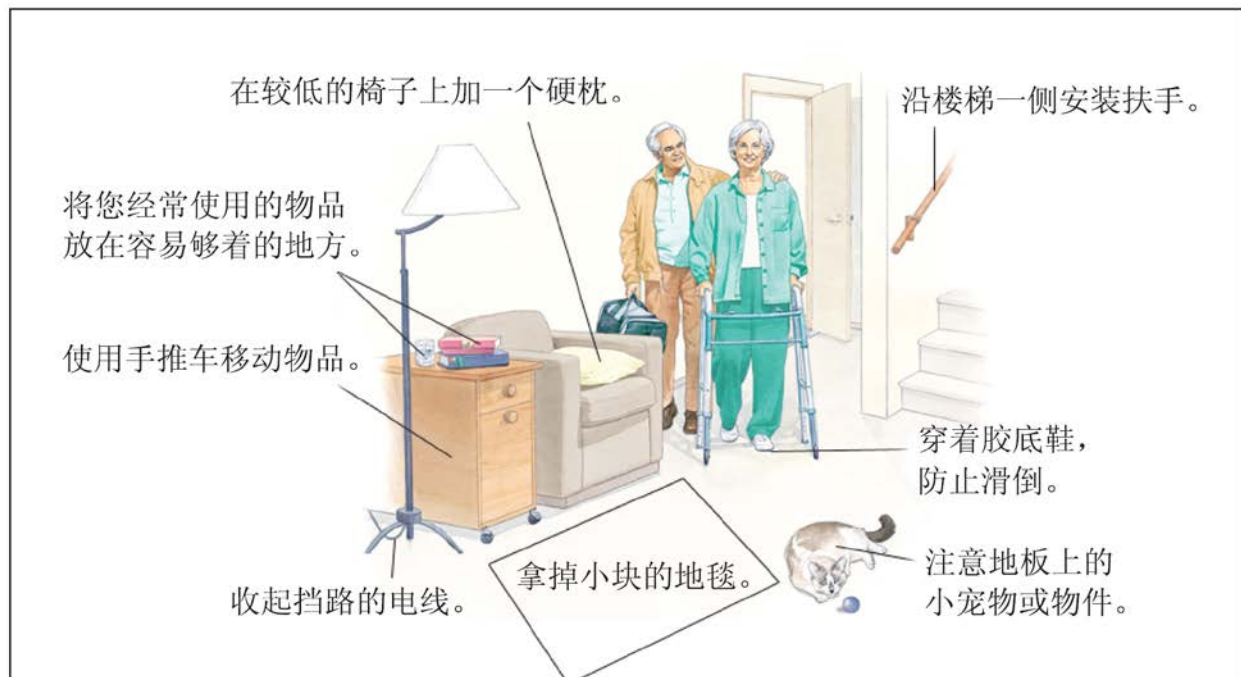 在较低的椅子上加一个硬枕。
沿楼梯一侧安装扶手。
将您经常使用的物品
放在容易够着的地方。
使用手推车移动物品。
穿着胶底鞋，
防止滑倒。
拿掉小块的地毯。
注意地板上的
小宠物或物件。
收起挡路的电线。